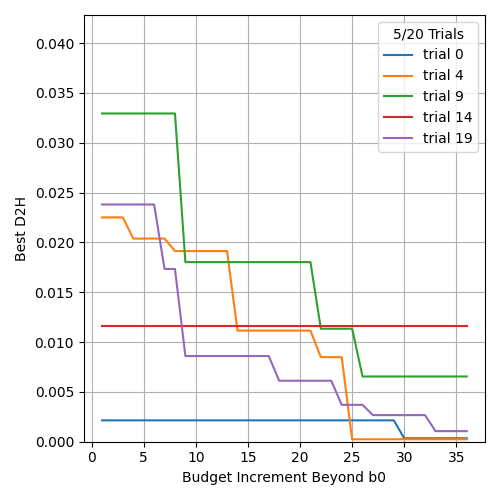 5/20 Trials
trial 0
trial 4
trial 9
trial 14
trial 19
0.040
0.035
0.030
0.025
0.020
0.015
0.010
0.005
0.000
Best D2H
0 5 10 15 20 25 30 35
Budget Increment Beyond b0